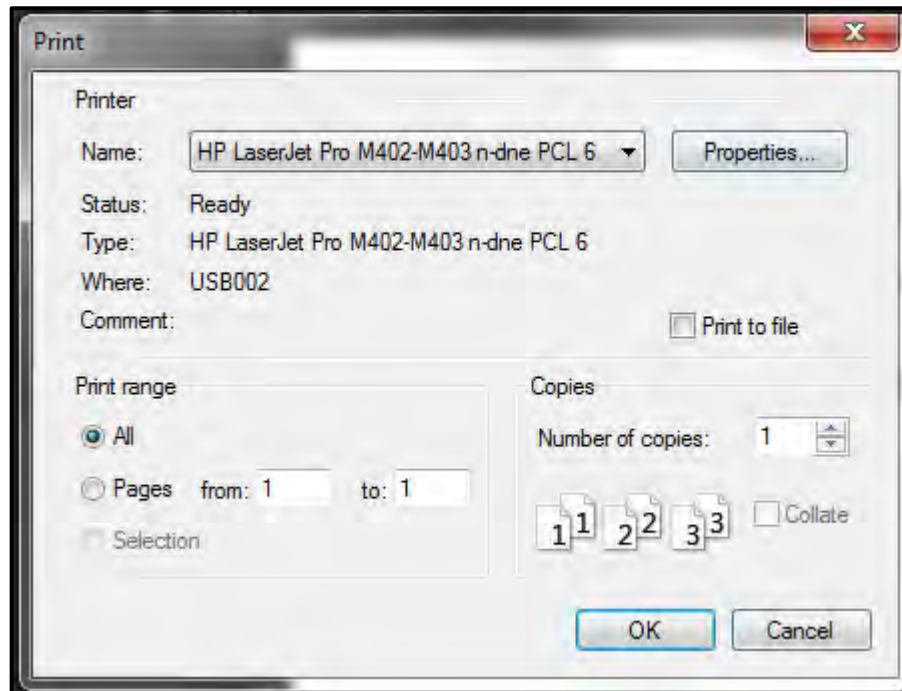 Print
Printer
Name: HP LaserJet Pro M402-M403 n-dne PCL 6 Properties...
Status: Ready
Type: HP LaserJet Pro M402-M403 n-dne PCL 6
Where: USB002
Comment: Print to file
Print range
All
Pages from: 1 to: 1
Selection
Copies
Number of copies: 1
1 1 2 2 3 3 Collate
OK Cancel